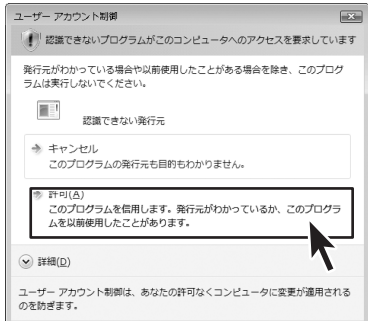 ユーザー アカウント制御
認識できないプログラムがこのコンピュータへのアクセスを要求しています
発行元がわかっている場合や以前使用したことがある場合を除き、このプログ
ラムは実行しないでください。
認識できない発行元
キャンセル
このプログラムの発行元も目的もわかりません。
許可(A)
このプログラムを信用します。発行元がわかっているか、このプログラ
ムを以前使用したことがあります。
詳細(D)
ユーザー アカウント制御は、あなたの許可なくコンピュータに変更が適用される
のを防ぎます。